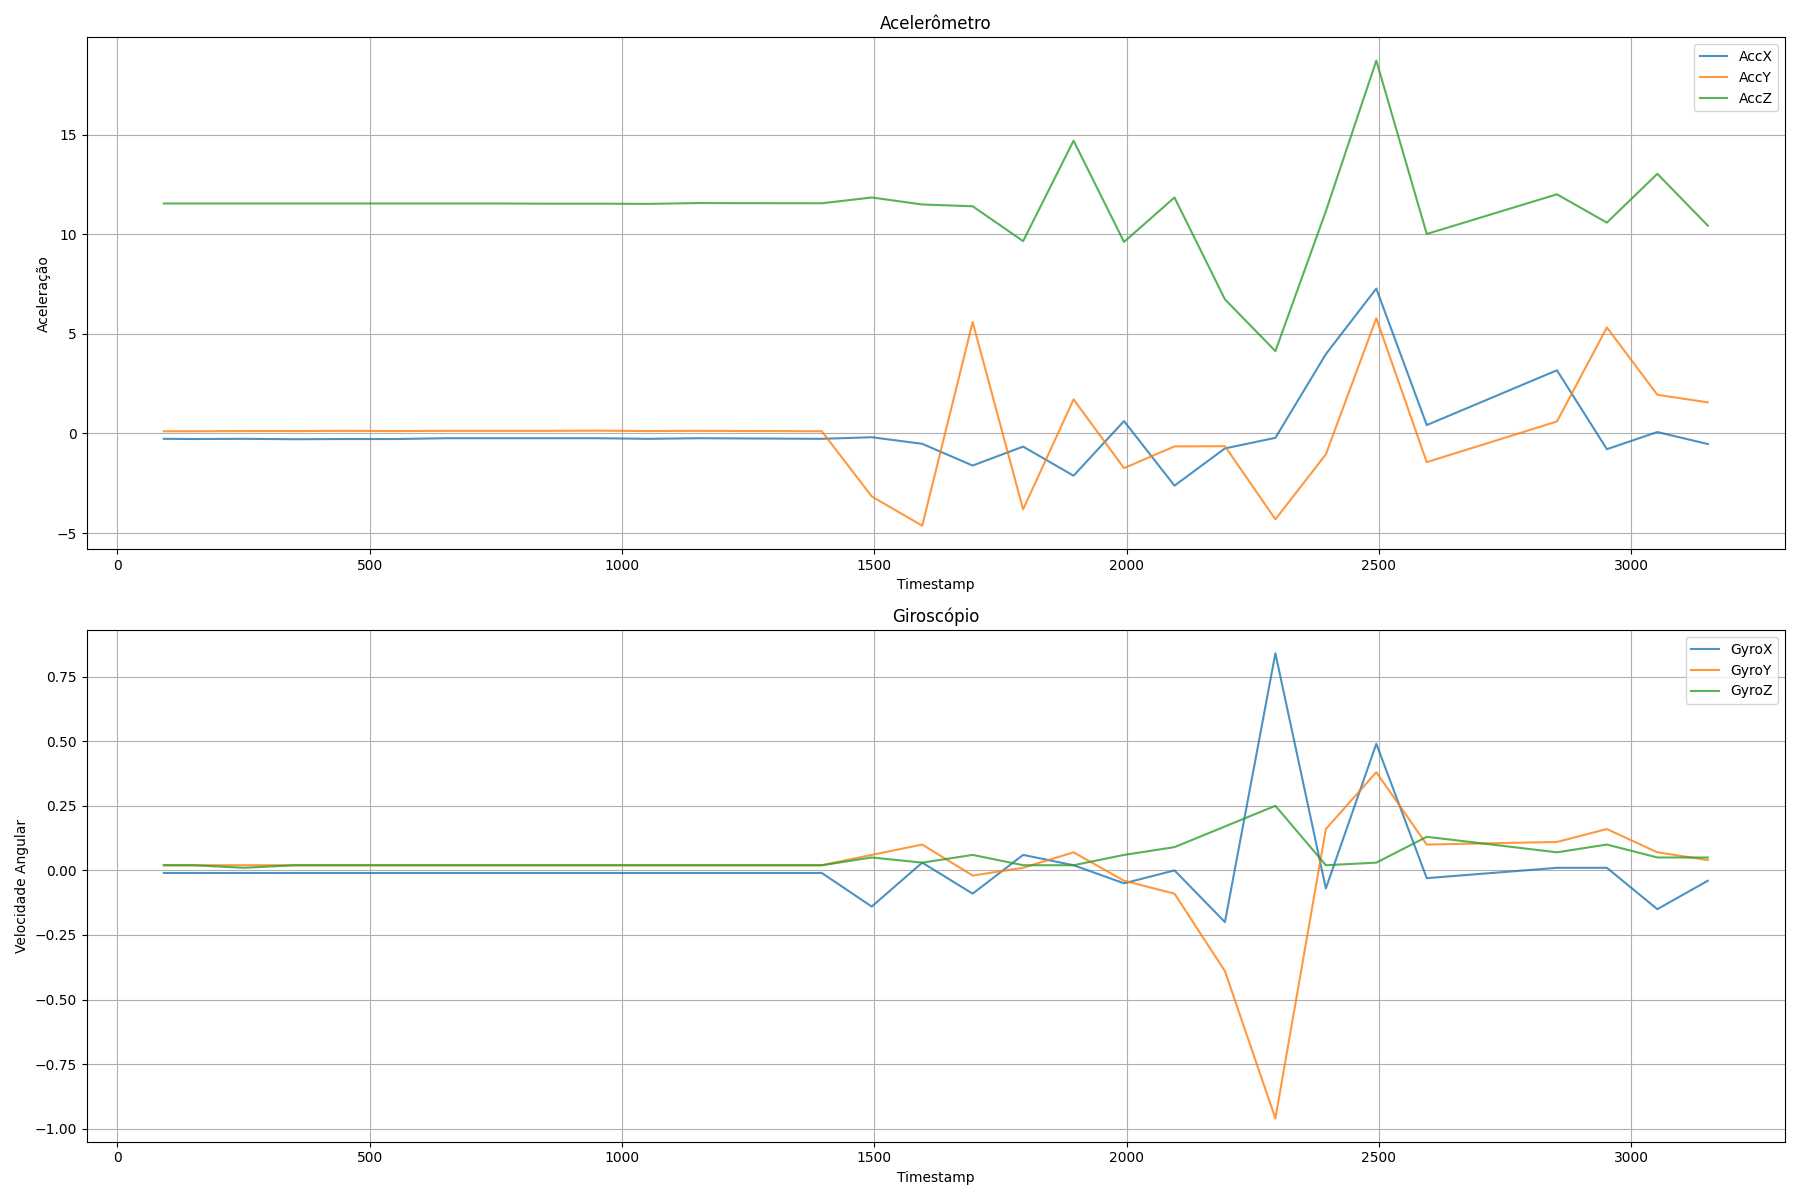 Acelerômetro
AccX
AccY
AccZ
Aceleração
15
10
5
0
−5
0 500 1000 1500 2000 2500 3000
Timestamp
Giroscópio
GyroX
GyroY
GyroZ
Velocidade Angular
0.75
0.50
0.25
0.00
−0.25
−0.50
−0.75
−1.00
0 500 1000 1500 2000 2500 3000
Timestamp